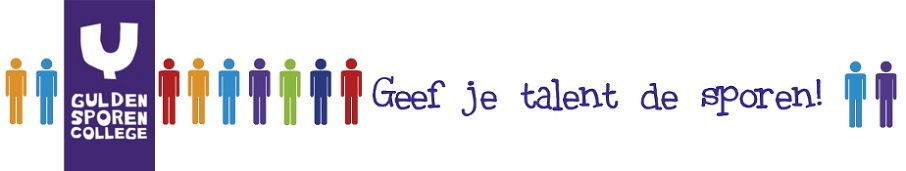 GULDEN
SPOREN
COLLEGE
Geef je talent de sporen!